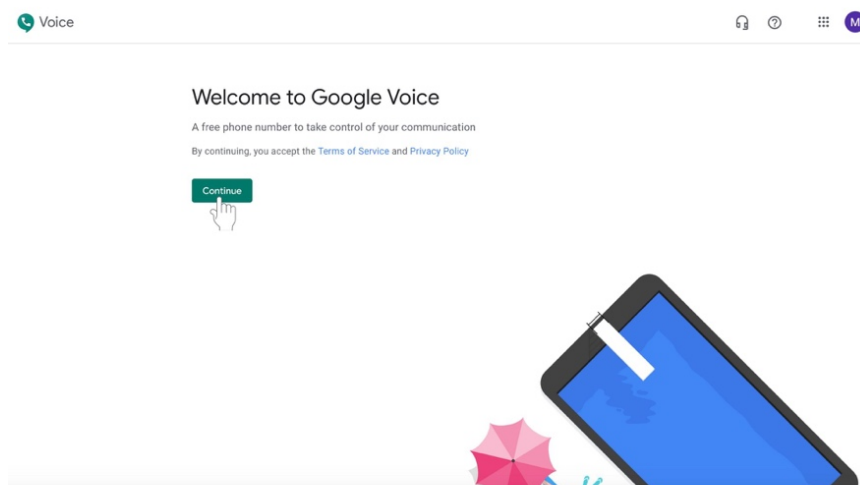 Voice
M
Welcome to Google Voice
A free phone number to take control of your communication
By continuing, you accept the Terms of Service and Privacy Policy
Continue